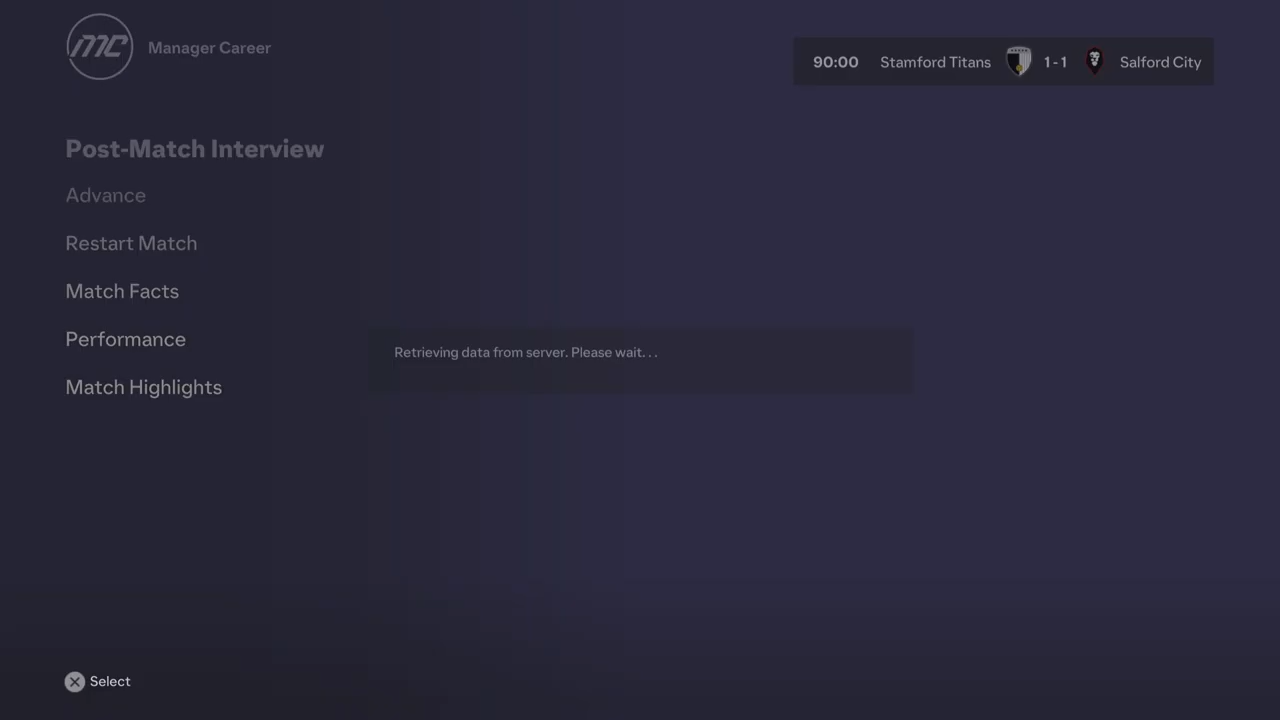 MC Manager Career
90:00 Stamford Titans 1 - 1 Salford City
Post-Match Interview
Advance
Restart Match
Match Facts
Performance
Retrieving data from server. Please wait. . .
Match Highlights
Select